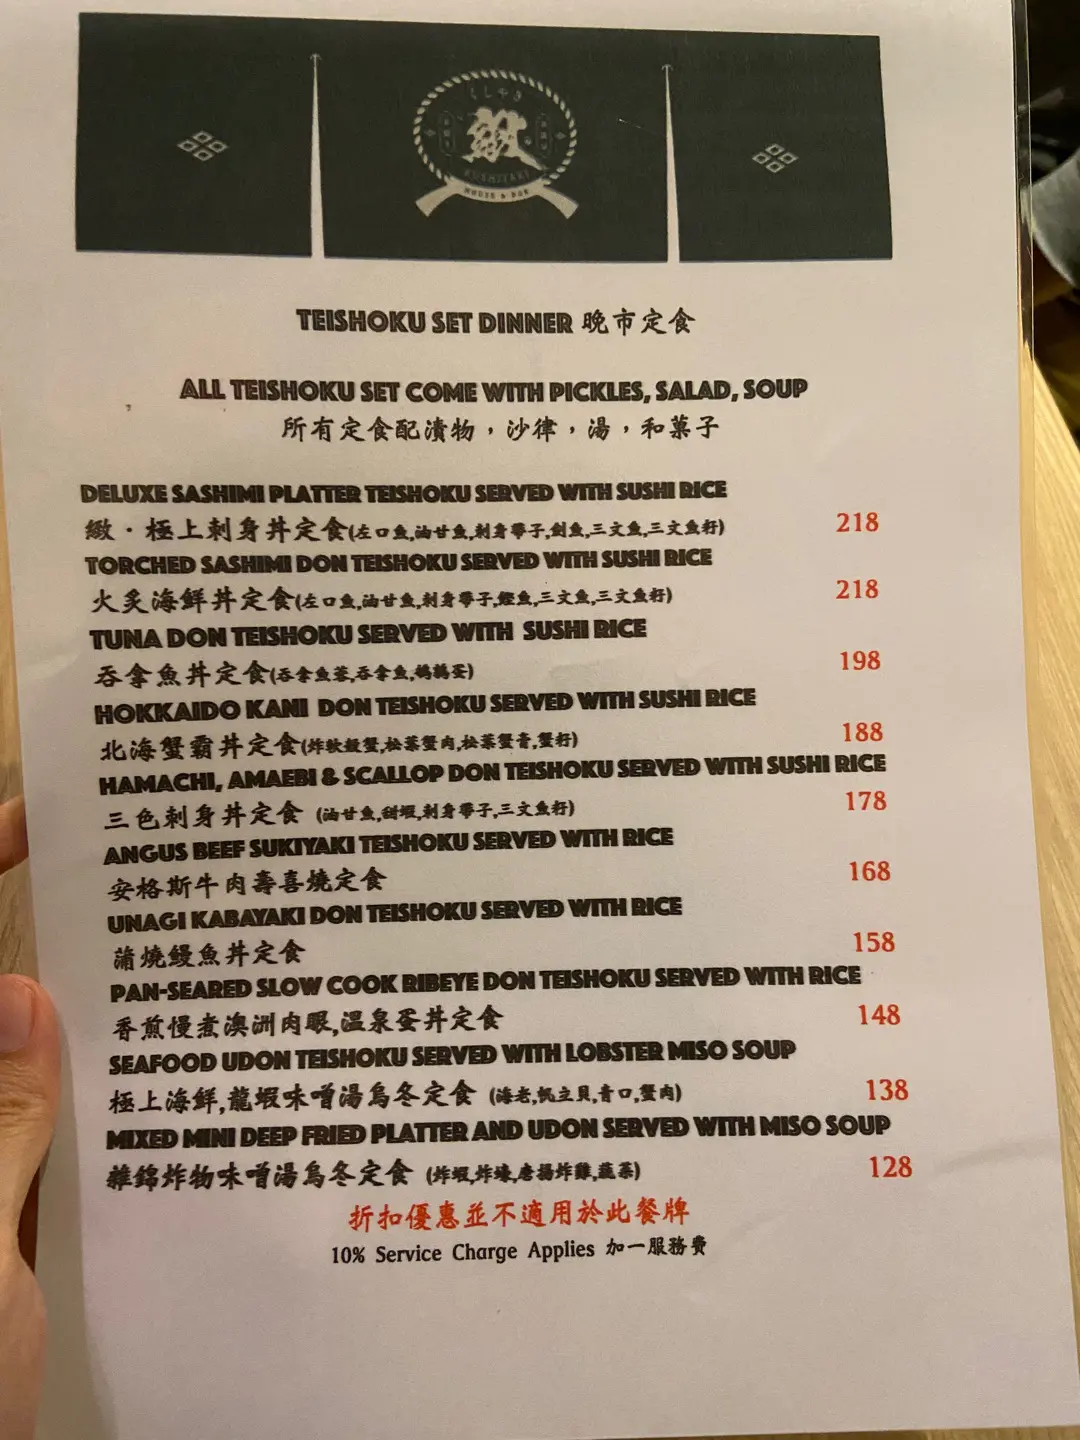 くしやき
緻
KUSHIYAKI
HOUSE & BAR
TEISHOKU SET DINNER 晚市定食
ALL TEISHOKU SET COME WITH PICKLES, SALAD, SOUP
所有定食配漬物，沙律，湯，和菓子
DELUXE SASHIMI PLATTER TEISHOKU SERVED WITH SUSHI RICE
緻·極上刺身丼定食(左口魚,油甘魚,刺身帶子,劍魚,三文魚,三文魚籽) 218
TORCHED SASHIMI DON TEISHOKU SERVED WITH SUSHI RICE
火炙海鮮丼定食(左口魚,油甘魚,刺身帶子,鰹魚,三文魚,三文魚籽) 218
TUNA DON TEISHOKU SERVED WITH SUSHI RICE
吞拿魚丼定食(吞拿魚蓉,吞拿魚,鵪鶉蛋) 198
HOKKAIDO KANI DON TEISHOKU SERVED WITH SUSHI RICE
北海蟹霸丼定食(炸軟殼蟹,松葉蟹肉,松葉蟹膏,蟹籽) 188
HAMACHI, AMAEBI & SCALLOP DON TEISHOKU SERVED WITH SUSHI RICE
三色刺身丼定食 (油甘魚,甜蝦,刺身帶子,三文魚籽) 178
ANGUS BEEF SUKIYAKI TEISHOKU SERVED WITH RICE
安格斯牛肉壽喜燒定食 168
UNAGI KABAYAKI DON TEISHOKU SERVED WITH RICE
蒲燒鰻魚丼定食 158
PAN-SEARED SLOW COOK RIBEYE DON TEISHOKU SERVED WITH RICE
香煎慢煮澳洲肉眼,溫泉蛋丼定食 148
SEAFOOD UDON TEISHOKU SERVED WITH LOBSTER MISO SOUP
極上海鮮,龍蝦味噌湯烏冬定食 (海老,帆立貝,青口,蟹肉) 138
MIXED MINI DEEP FRIED PLATTER AND UDON SERVED WITH MISO SOUP
雜錦炸物味噌湯烏冬定食 (炸蝦,炸蠔,唐揚炸雞,蔬菜) 128
折扣優惠並不適用於此餐牌
10% Service Charge Applies 加一服務費